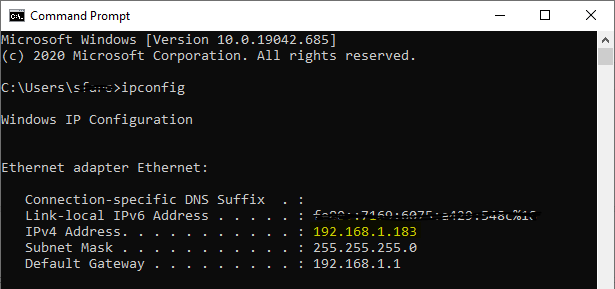 Command Prompt
Microsoft Windows [Version 10.0.19042.685]
(c) 2020 Microsoft Corporation. All rights reserved.
C:\Users\ >ipconfig
Windows IP Configuration
Ethernet adapter Ethernet:
Connection-specific DNS Suffix . :
Link-local IPv6 Address . . . . . :
IPv4 Address. . . . . . . . . . . : 192.168.1.183
Subnet Mask . . . . . . . . . . . : 255.255.255.0
Default Gateway . . . . . . . . . : 192.168.1.1